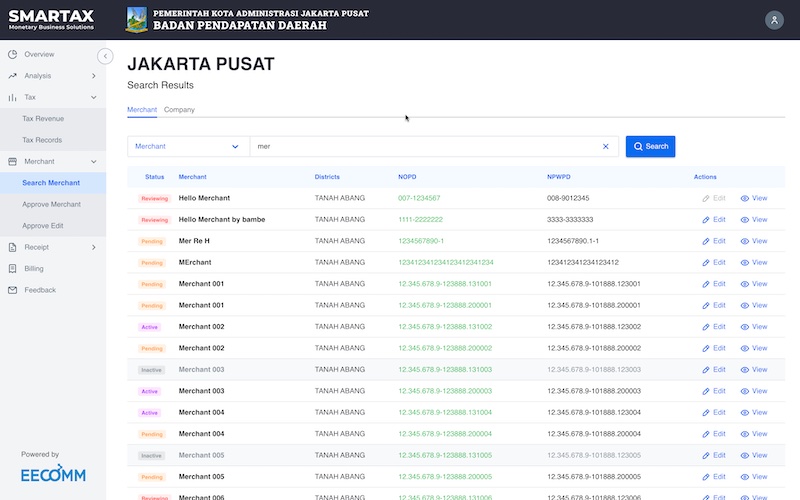 SMARTAX
Monetary Business Solutions
PEMERINTAH KOTA ADMINISTRASI JAKARTA PUSAT
BADAN PENDAPATAN DAERAH
Overview
Analysis
Tax
Tax Revenue
Tax Records
Merchant
Search Merchant
Approve Merchant
Approve Edit
Receipt
Billing
Feedback
Powered by
EECOMM
JAKARTA PUSAT
Search Results
Merchant Company
Merchant mer Search
Status Merchant Districts NOPD NPWPD Actions
Reviewing Hello Merchant TANAH ABANG 007-1234567 008-9012345 Edit View
Reviewing Hello Merchant by bambe TANAH ABANG 1111-2222222 3333-3333333 Edit View
Pending Mer Re H TANAH ABANG 1234567890-1 1234567890.1-1 Edit View
Pending MErchant TANAH ABANG 123412341234123412341234 123412341234123412 Edit View
Pending Merchant 001 TANAH ABANG 12.345.678.9-123888.131001 12.345.678.9-101888.123001 Edit View
Pending Merchant 001 TANAH ABANG 12.345.678.9-123888.200001 12.345.678.9-101888.200001 Edit View
Active Merchant 002 TANAH ABANG 12.345.678.9-123888.131002 12.345.678.9-101888.123002 Edit View
Pending Merchant 002 TANAH ABANG 12.345.678.9-123888.200002 12.345.678.9-101888.200002 Edit View
Inactive Merchant 003 TANAH ABANG 12.345.678.9-123888.131003 12.345.678.9-101888.123003 Edit View
Active Merchant 003 TANAH ABANG 12.345.678.9-123888.200003 12.345.678.9-101888.200003 Edit View
Active Merchant 004 TANAH ABANG 12.345.678.9-123888.131004 12.345.678.9-101888.123004 Edit View
Pending Merchant 004 TANAH ABANG 12.345.678.9-123888.200004 12.345.678.9-101888.200004 Edit View
Inactive Merchant 005 TANAH ABANG 12.345.678.9-123888.131005 12.345.678.9-101888.123005 Edit View
Pending Merchant 005 TANAH ABANG 12.345.678.9-123888.200005 12.345.678.9-101888.200005 Edit View
Reviewing Merchant 006 TANAH ABANG 12.345.678.9-123888.131006 12.345.678.9-101888.123006 Edit View